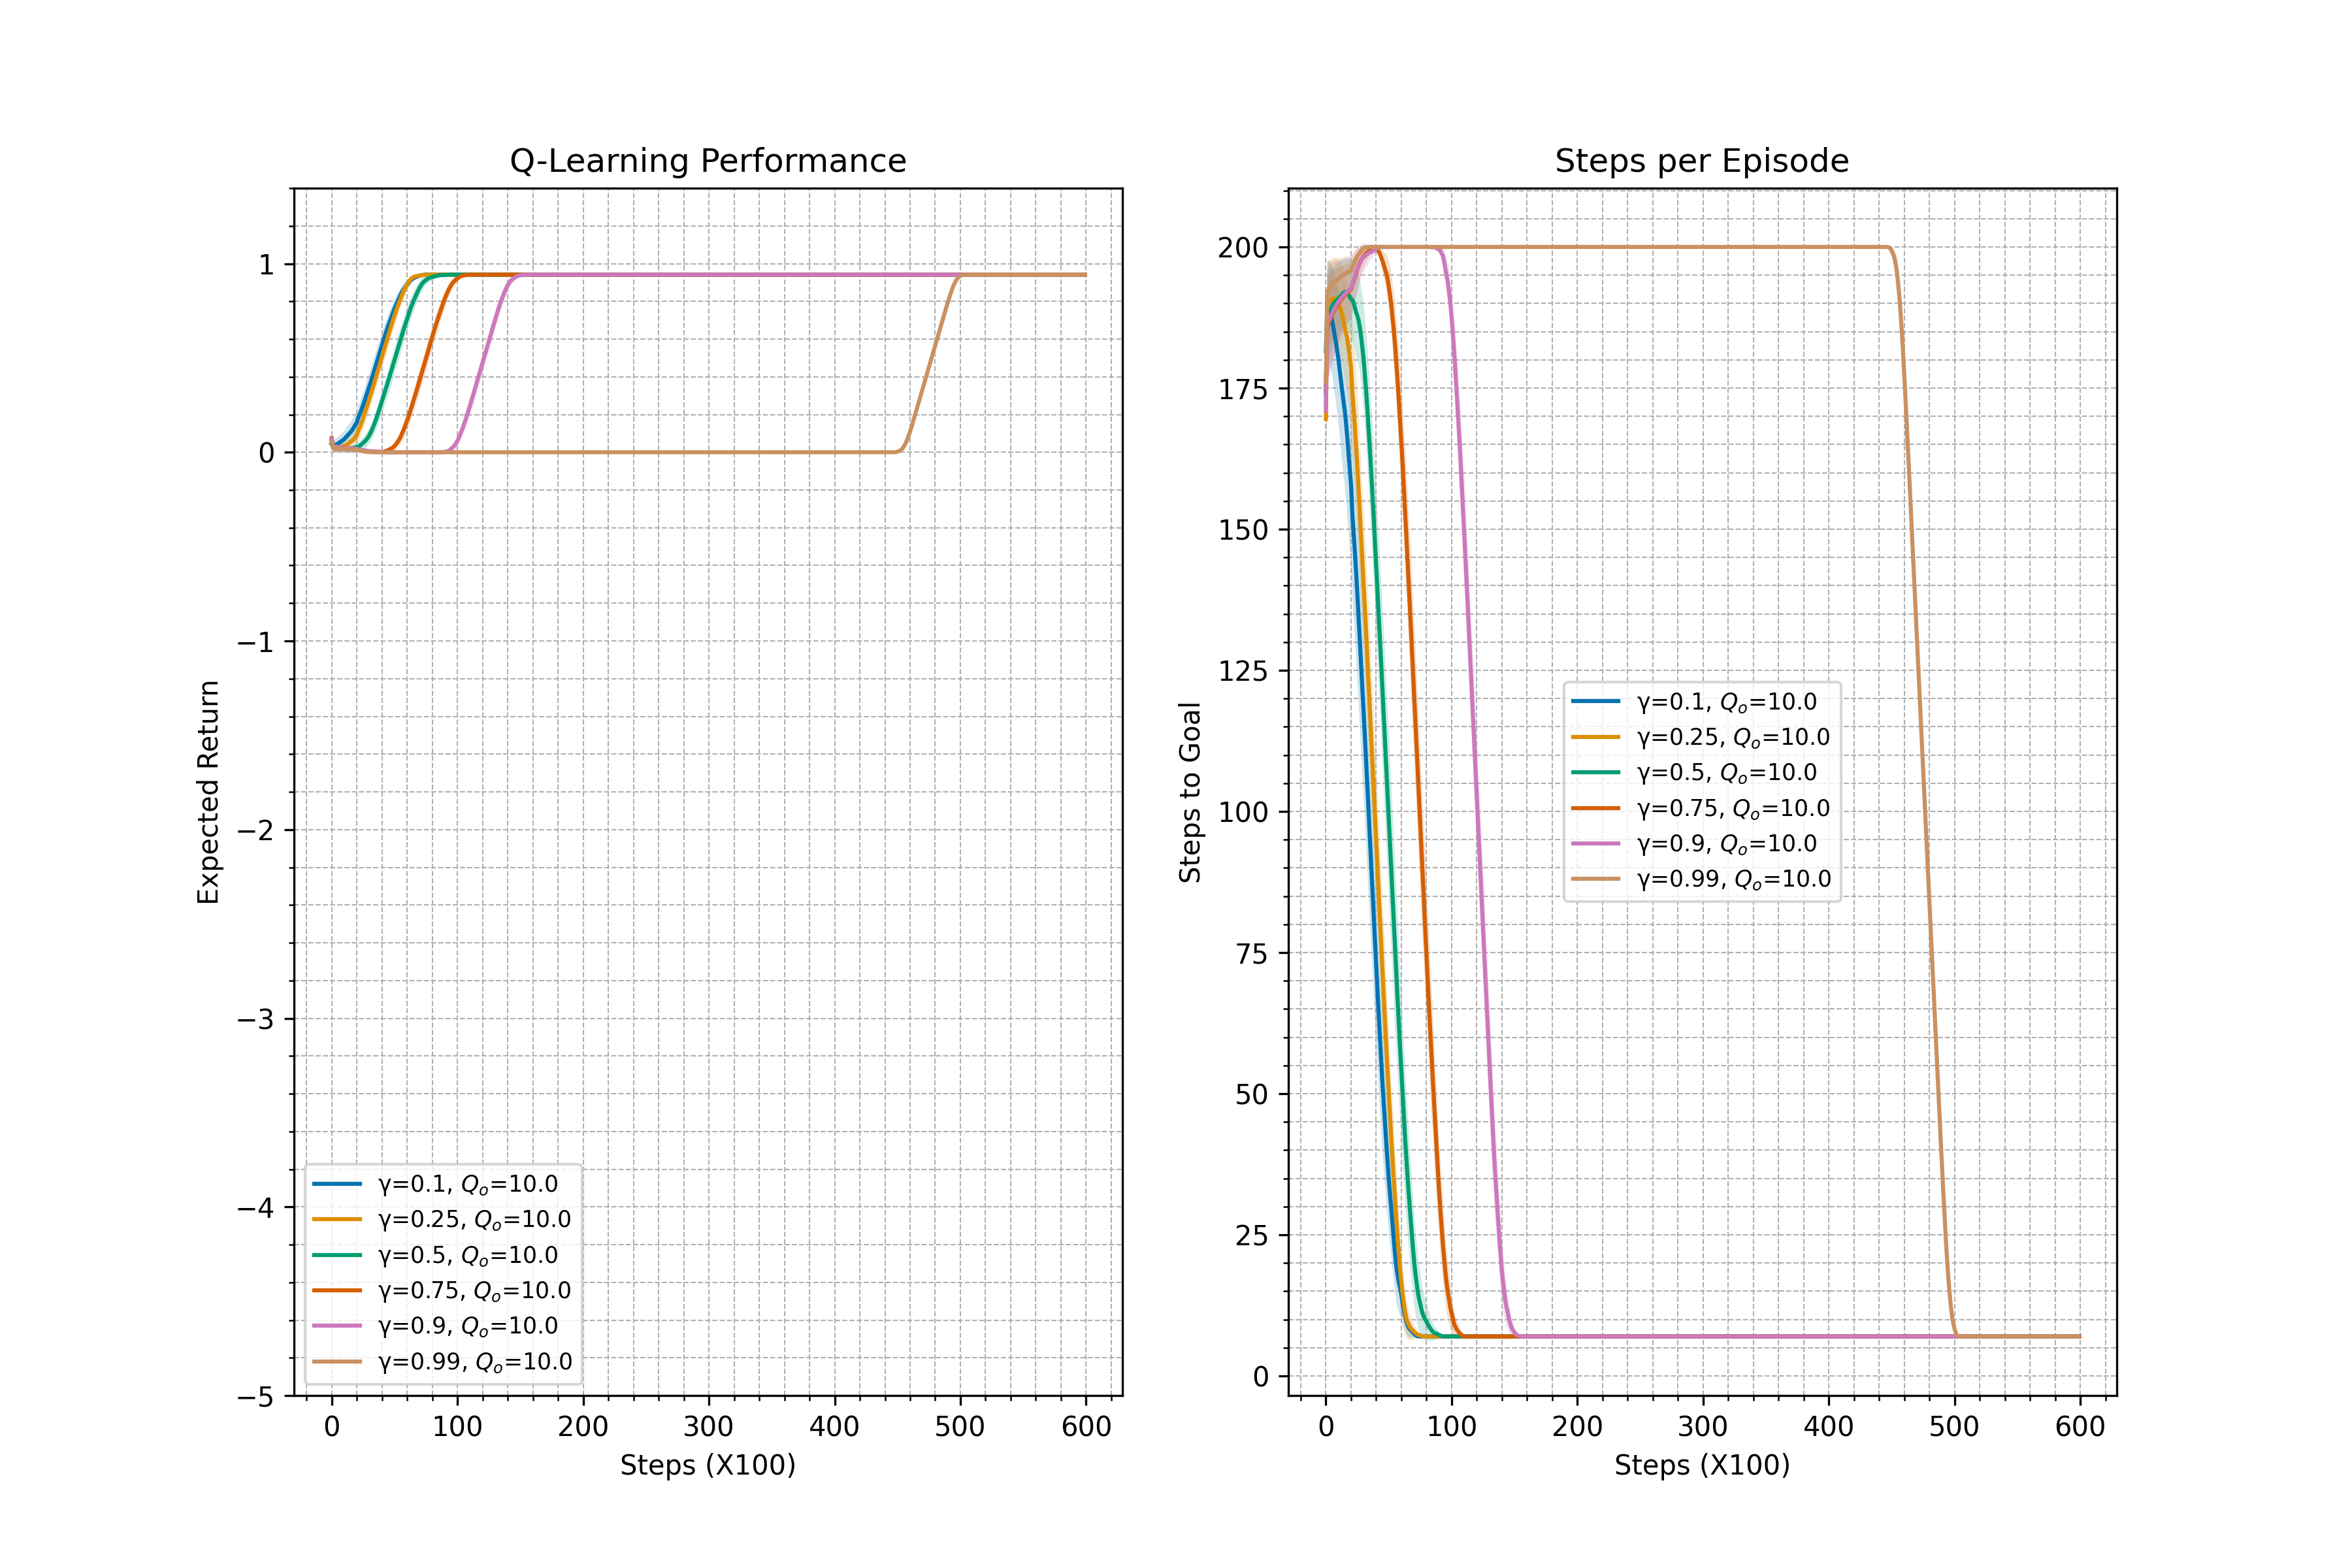 Q-Learning Performance
1
0
−1
−2
−3
−4
−5
Expected Return
γ=0.1, Qₒ=10.0
γ=0.25, Qₒ=10.0
γ=0.5, Qₒ=10.0
γ=0.75, Qₒ=10.0
γ=0.9, Qₒ=10.0
γ=0.99, Qₒ=10.0
0 100 200 300 400 500 600
Steps (X100)
Steps per Episode
200
175
150
125
100
75
50
25
0
Steps to Goal
γ=0.1, Qₒ=10.0
γ=0.25, Qₒ=10.0
γ=0.5, Qₒ=10.0
γ=0.75, Qₒ=10.0
γ=0.9, Qₒ=10.0
γ=0.99, Qₒ=10.0
0 100 200 300 400 500 600
Steps (X100)